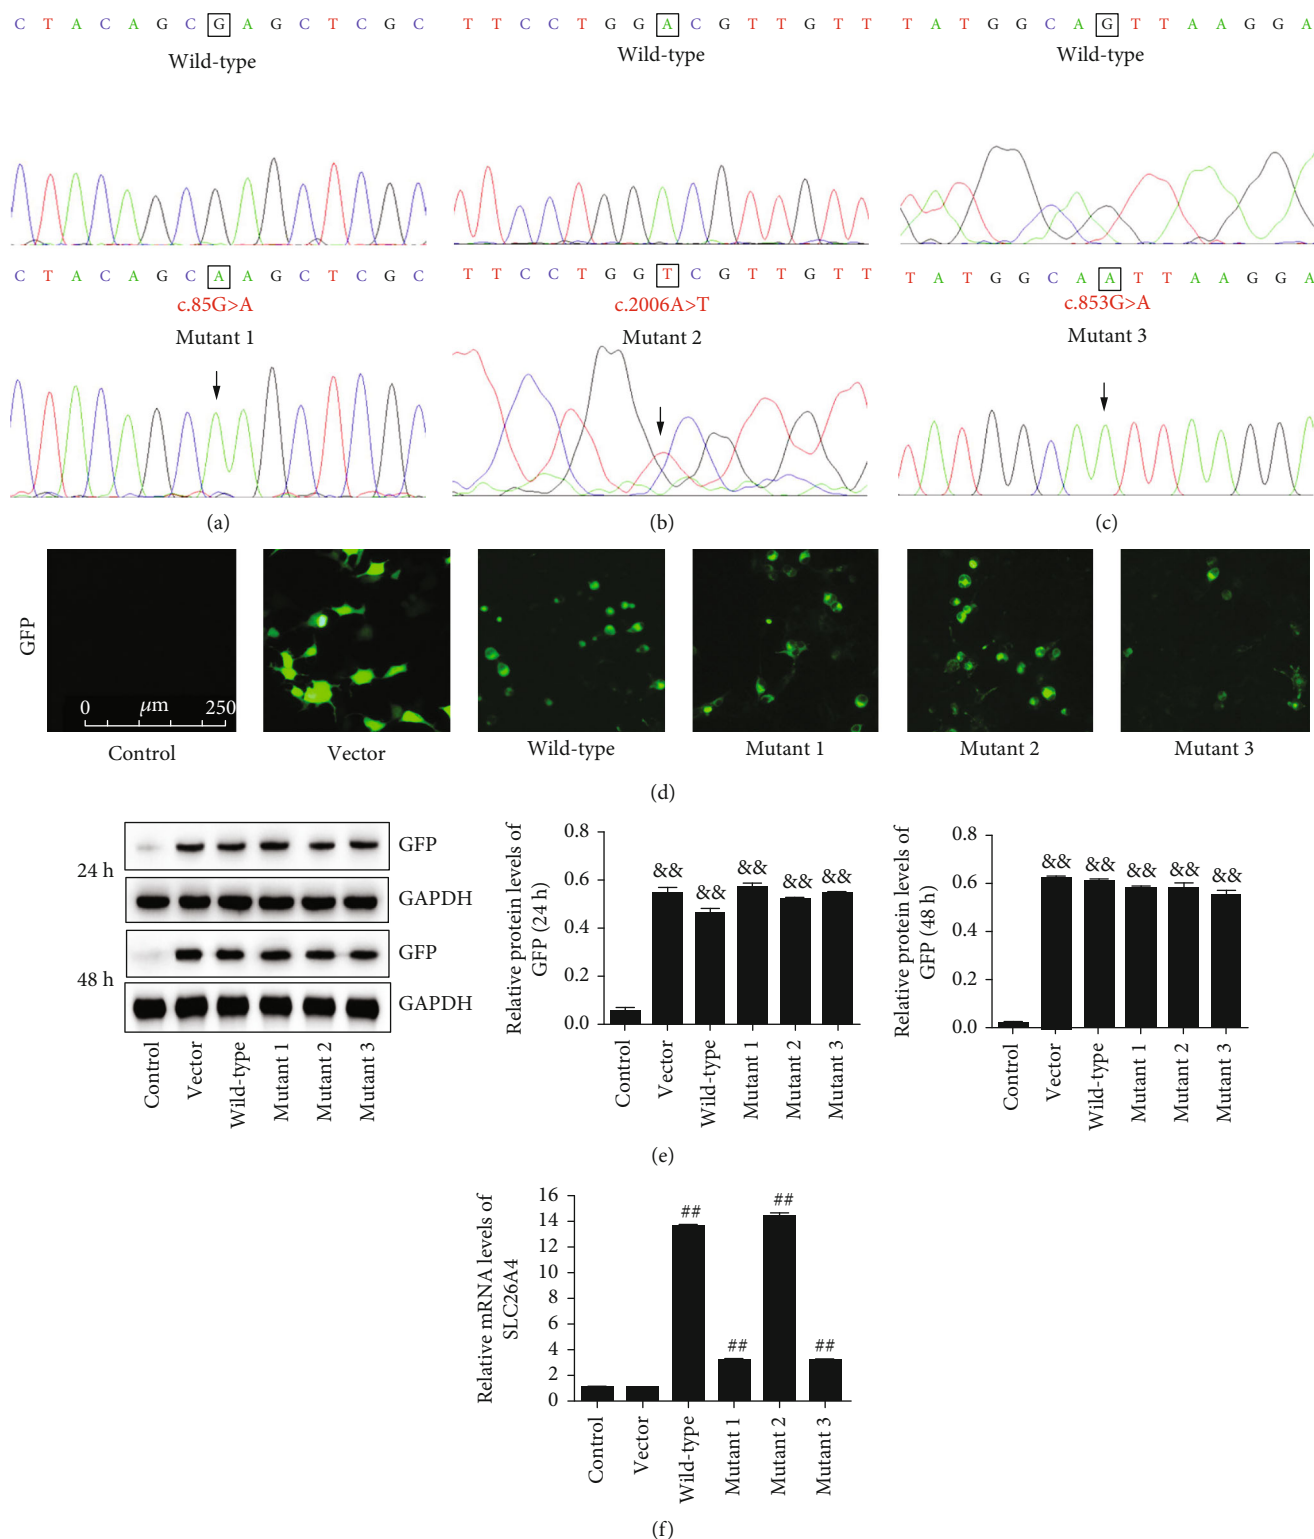 C T A C A G C G A G C T C G C
Wild-type
T T C C T G G A C G T T G T T
Wild-type
T A T G G C A G T T A A G G A
Wild-type
C T A C A G C A A G C T C G C
c.85G>A
Mutant 1
(a)
T T C C T G G T C G T T G T T
c.2006A>T
Mutant 2
(b)
T A T G G C A A T T A A G G A
c.853G>A
Mutant 3
(c)
GFP
0 μm 250
Control
Vector
Wild-type
Mutant 1
Mutant 2
Mutant 3
(d)
24 h
GFP
GAPDH
48 h
GFP
GAPDH
Control
Vector
Wild-type
Mutant 1
Mutant 2
Mutant 3
Relative protein levels of
GFP (24 h)
0.8
0.6
0.4
0.2
0.0
&&
&&
&&
&&
&&
Control
Vector
Wild-type
Mutant 1
Mutant 2
Mutant 3
Relative protein levels of
GFP (48 h)
0.8
0.6
0.4
0.2
0.0
&&
&&
&&
&&
&&
Control
Vector
Wild-type
Mutant 1
Mutant 2
Mutant 3
(e)
Relative mRNA levels of
SLC26A4
16
14
12
10
8
6
4
2
0
##
##
##
##
Control
Vector
Wild-type
Mutant 1
Mutant 2
Mutant 3
(f)